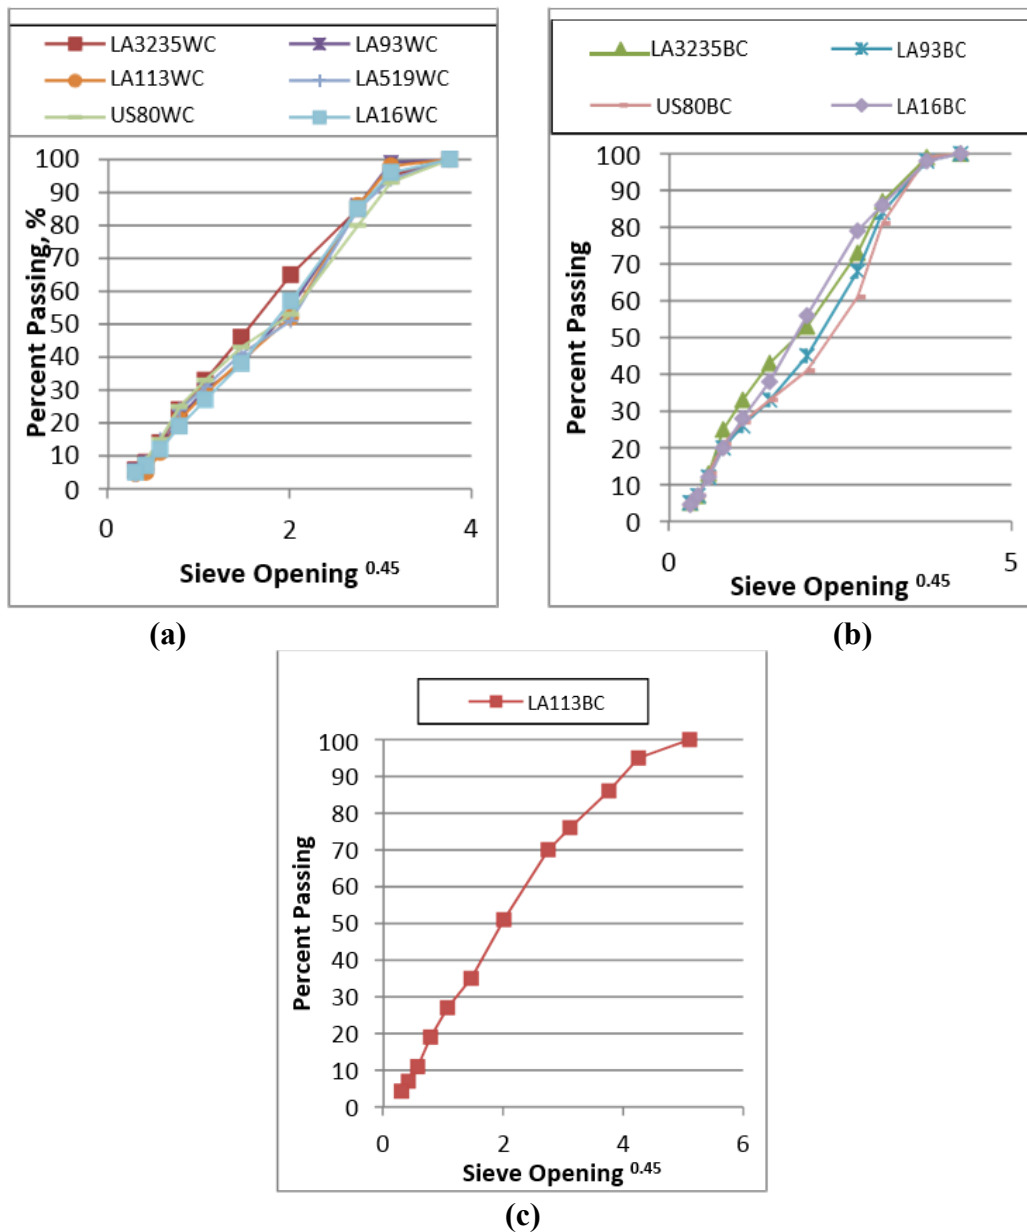 LA3235WC LA93WC
LA113WC LA519WC
US80WC LA16WC
Percent Passing, %
100
90
80
70
60
50
40
30
20
10
0
0 2 4
Sieve Opening 0.45
(a)
LA3235BC LA93BC
US80BC LA16BC
Percent Passing
100
90
80
70
60
50
40
30
20
10
0
0 5
Sieve Opening 0.45
(b)
LA113BC
Percent Passing
100
90
80
70
60
50
40
30
20
10
0
0 2 4 6
Sieve Opening 0.45
(c)